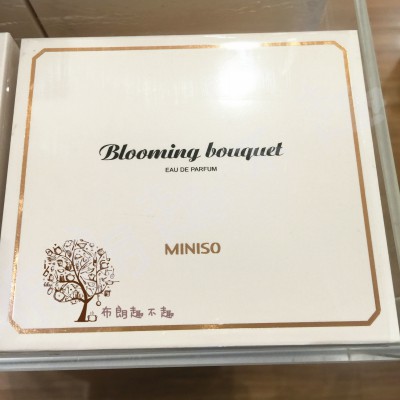 Blooming bouquet
EAU DE PARFUM
MINISO
布朗趣不趣